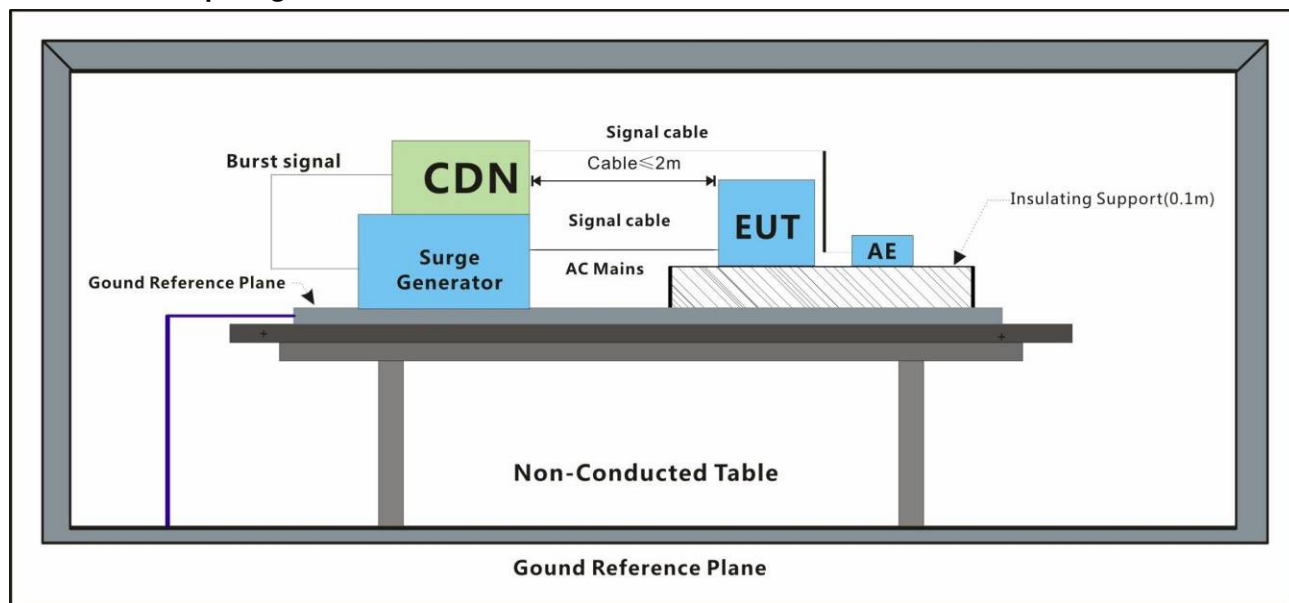 Signal cable
Burst signal
CDN
Cable≤2m
Insulating Support(0.1m)
Signal cable
EUT
AE
Surge
Generator
AC Mains
Gound Reference Plane
Non-Conducted Table
Gound Reference Plane